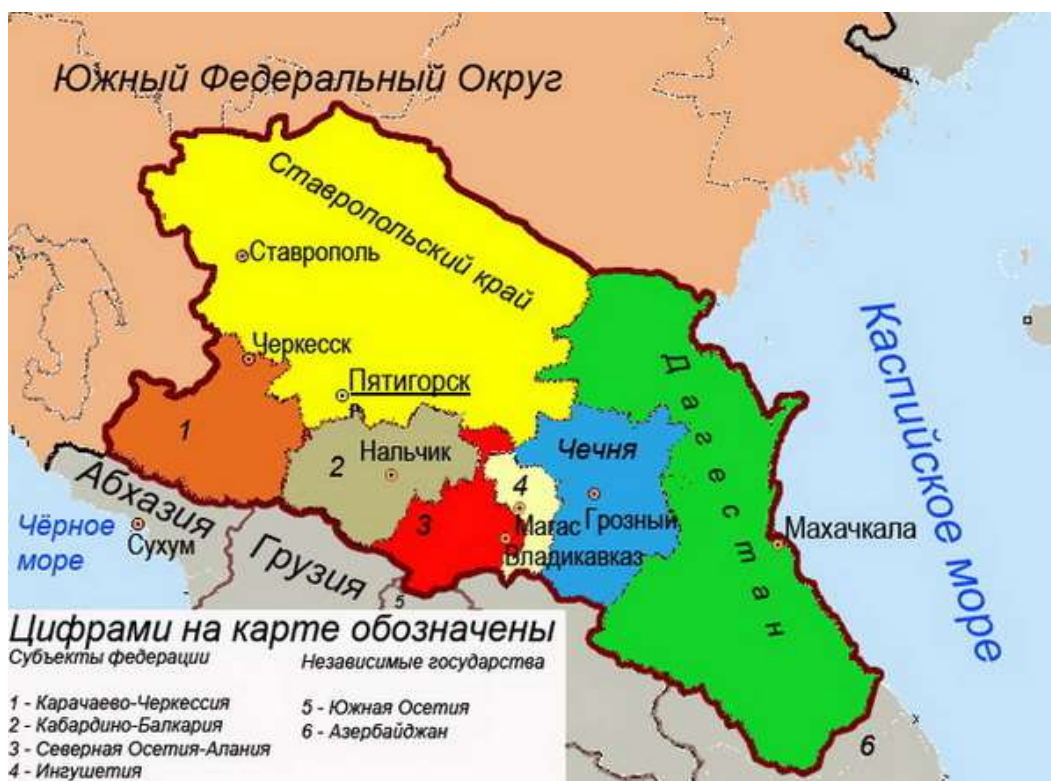 Южный Федеральный Округ
Ставропольский край
Ставрополь
Черкесск
Пятигорск
1
2
Нальчик
3
4
Магас
Владикавказ
Чечня
Грозный
Дагестан
Махачкала
Каспийское море
Абхазия
Сухум
Чёрное
море
Грузия
5
6
x
Цифрами на карте обозначены
Субъекты федерации
1 - Карачаево-Черкессия
2 - Кабардино-Балкария
3 - Северная Осетия-Алания
4 - Ингушетия
Независимые государства
5 - Южная Осетия
6 - Азербайджан